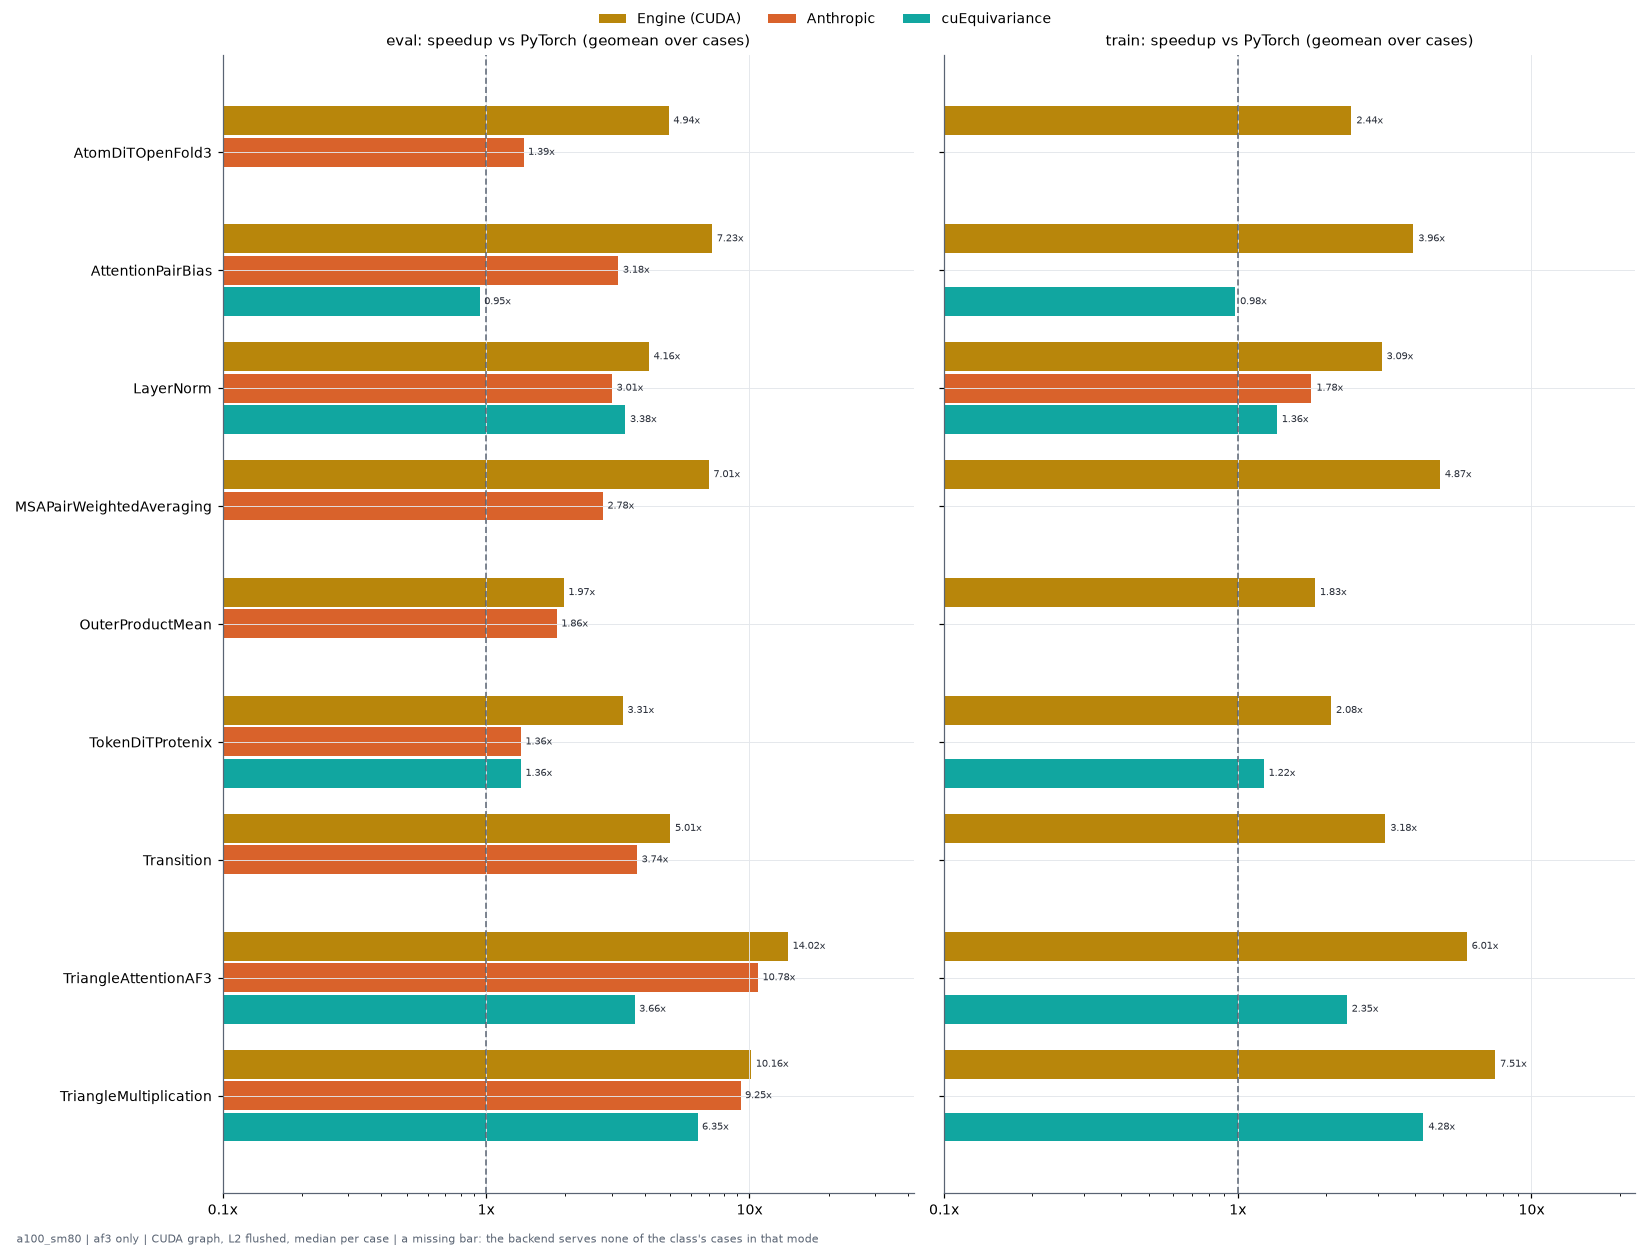 Engine (CUDA) Anthropic cuEquivariance
eval: speedup vs PyTorch (geomean over cases)
AtomDiTOpenFold3
4.94x
1.39x
AttentionPairBias
7.23x
3.18x
0.95x
LayerNorm
4.16x
3.01x
3.38x
MSAPairWeightedAveraging
7.01x
2.78x
OuterProductMean
1.97x
1.86x
TokenDiTProtenix
3.31x
1.36x
1.36x
Transition
5.01x
3.74x
TriangleAttentionAF3
14.02x
10.78x
3.66x
TriangleMultiplication
10.16x
9.25x
6.35x
0.1x 1x 10x
train: speedup vs PyTorch (geomean over cases)
2.44x
3.96x
0.98x
3.09x
1.78x
1.36x
4.87x
1.83x
2.08x
1.22x
3.18x
6.01x
2.35x
7.51x
4.28x
0.1x 1x 10x
a100_sm80 | af3 only | CUDA graph, L2 flushed, median per case | a missing bar: the backend serves none of the class's cases in that mode